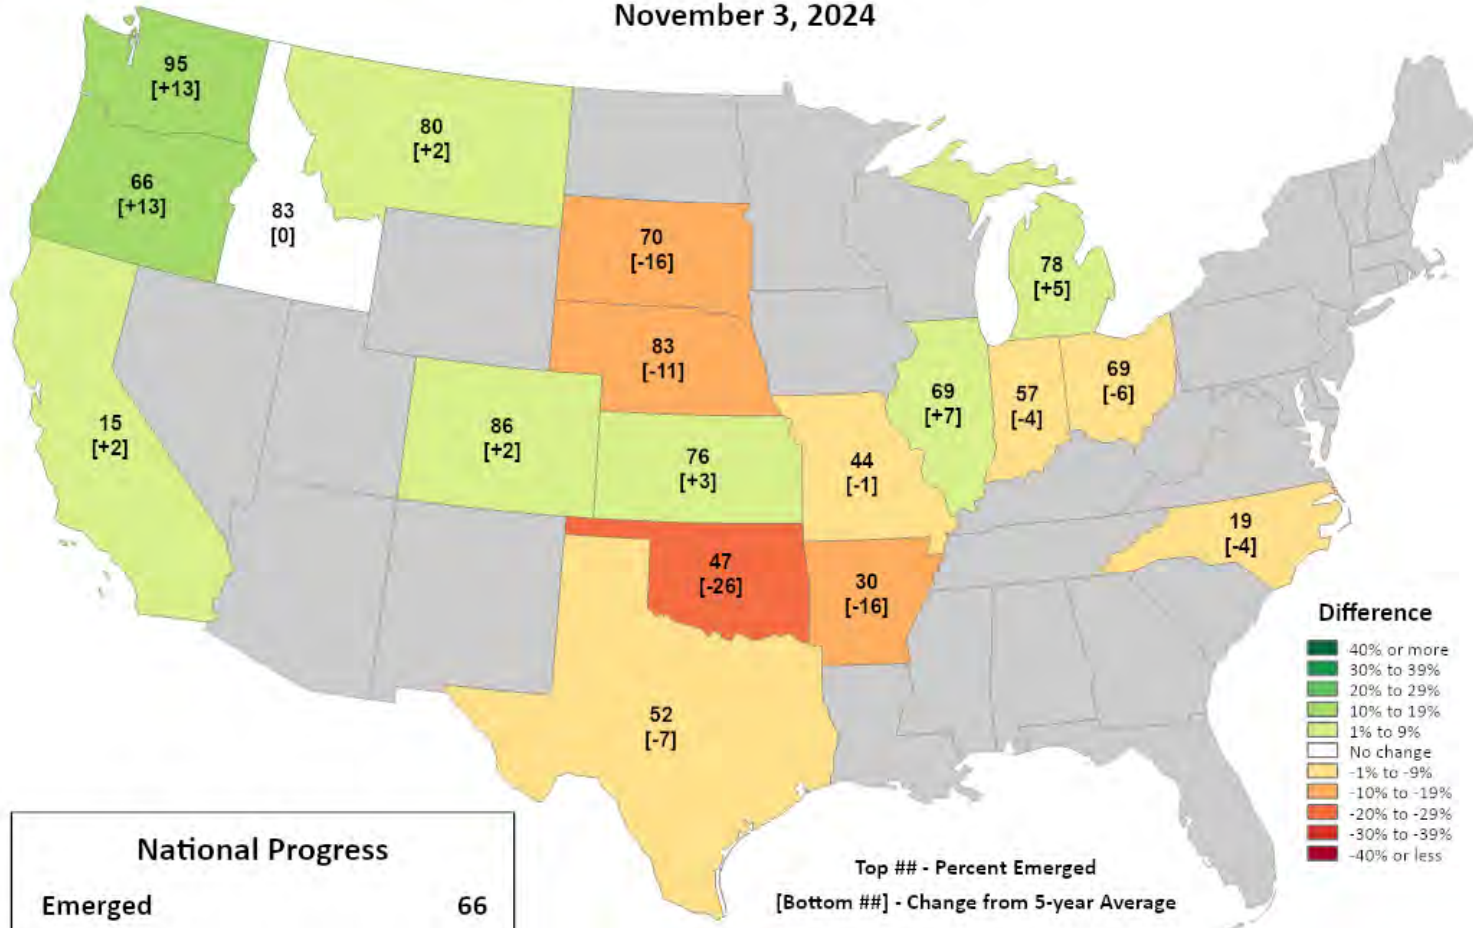 November 3, 2024
95
[+13]
80
[+2]
66
[+13]
83
[0]
70
[-16]
78
[+5]
83
[-11]
69
[+7]
57
[-4]
69
[-6]
15
[+2]
86
[+2]
76
[+3]
44
[-1]
19
[-4]
47
[-26]
30
[-16]
52
[-7]
Difference
40% or more
30% to 39%
20% to 29%
10% to 19%
1% to 9%
No change
-1% to -9%
-10% to -19%
-20% to -29%
-30% to -39%
-40% or less
National Progress
Emerged 66
Top ## - Percent Emerged
[Bottom ##] - Change from 5-year Average